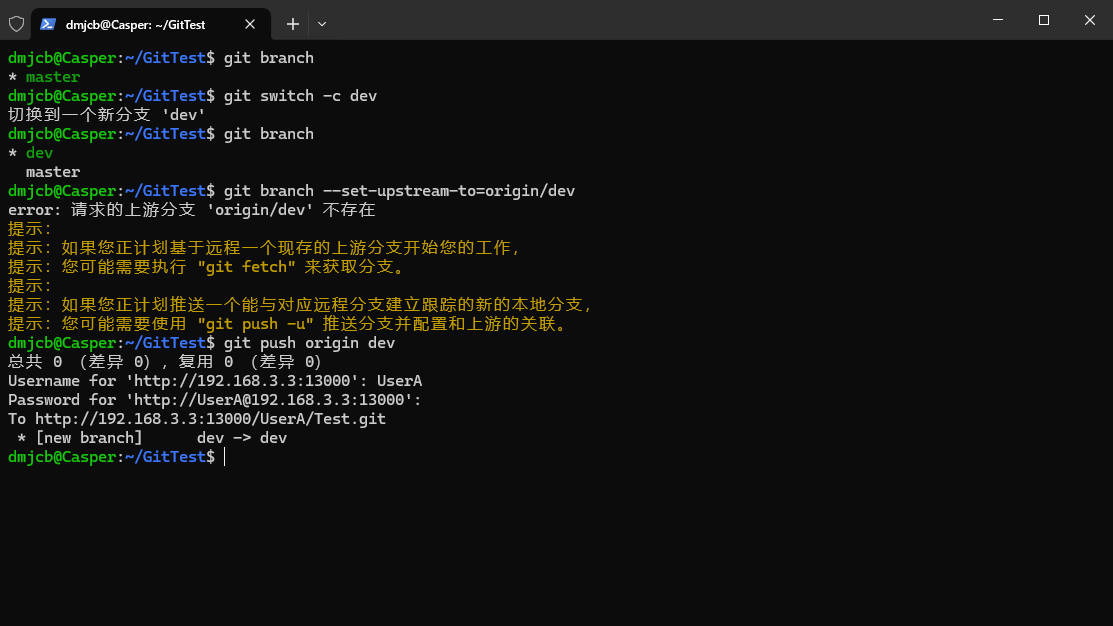 dmjcb@Casper: ~/GitTest
dmjcb@Casper:~/GitTest$ git branch
* master
dmjcb@Casper:~/GitTest$ git switch -c dev
切换到一个新分支 'dev'
dmjcb@Casper:~/GitTest$ git branch
* dev
  master
dmjcb@Casper:~/GitTest$ git branch --set-upstream-to=origin/dev
error: 请求的上游分支 'origin/dev' 不存在
提示:
提示: 如果您正计划基于远程一个现存的上游分支开始您的工作,
提示: 您可能需要执行 "git fetch" 来获取分支。
提示:
提示: 如果您正计划推送一个能与对应远程分支建立跟踪的新的本地分支,
提示: 您可能需要使用 "git push -u" 推送分支并配置和上游的关联。
dmjcb@Casper:~/GitTest$ git push origin dev
总共 0 （差异 0），复用 0 （差异 0）
Username for 'http://192.168.3.3:13000': UserA
Password for 'http://UserA@192.168.3.3:13000':
To http://192.168.3.3:13000/UserA/Test.git
 * [new branch]      dev -> dev
dmjcb@Casper:~/GitTest$